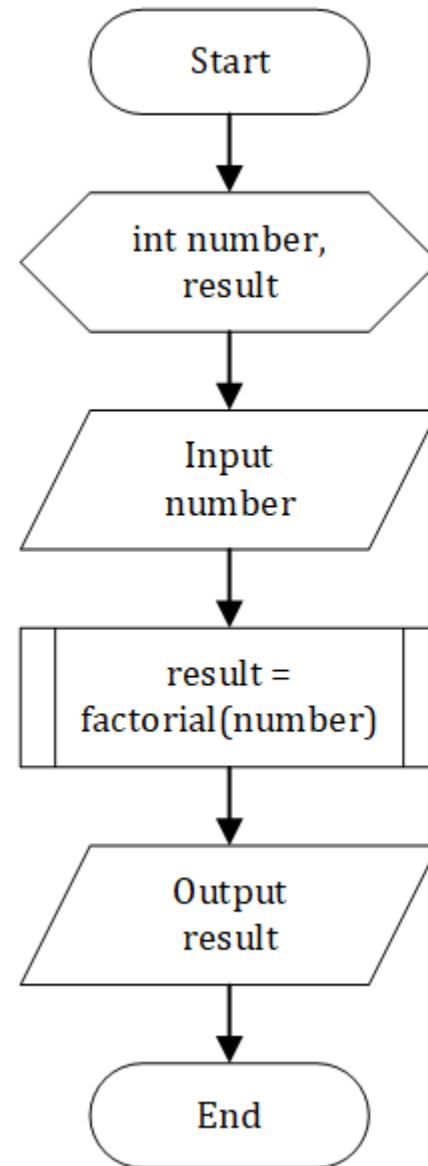 Start
int number,
result
Input
number
result =
factorial(number)
Output
result
End